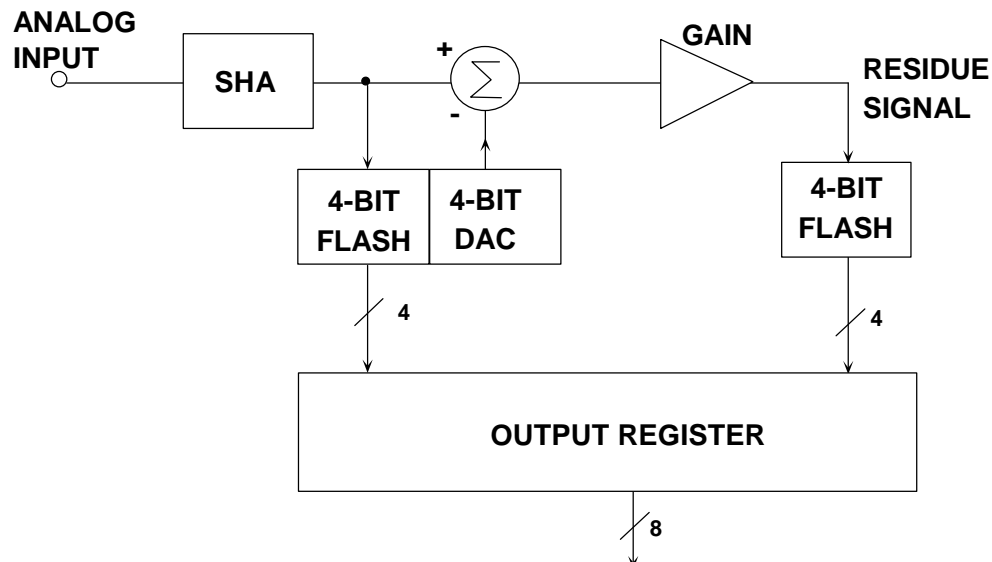 ANALOG
INPUT
SHA
+
Σ
-
GAIN
RESIDUE
SIGNAL
4-BIT
FLASH
4-BIT
DAC
4-BIT
FLASH
4
4
OUTPUT REGISTER
8